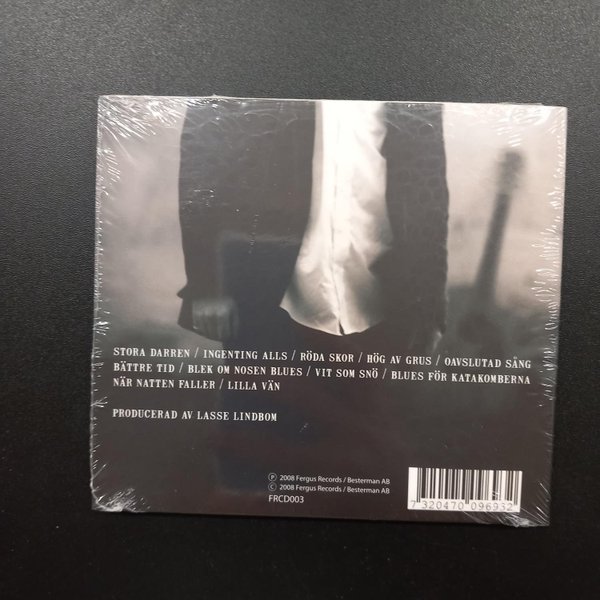 STORA DARREN / INGENTING ALLS / RÖDA SKOR / HÖG AV GRUS / OAVSLUTAD SÅNG
BÄTTRE TID / BLEK OM NOSEN BLUES / VIT SOM SNÖ / BLUES FÖR KATAKOMBERNA
NÄR NATTEN FALLER / LILLA VÄN
PRODUCERAD AV LASSE LINDBOM
Ⓟ 2008 Fergus Records / Besterman AB
© 2008 Fergus Records / Besterman AB
FRCD003
7 320470 096932